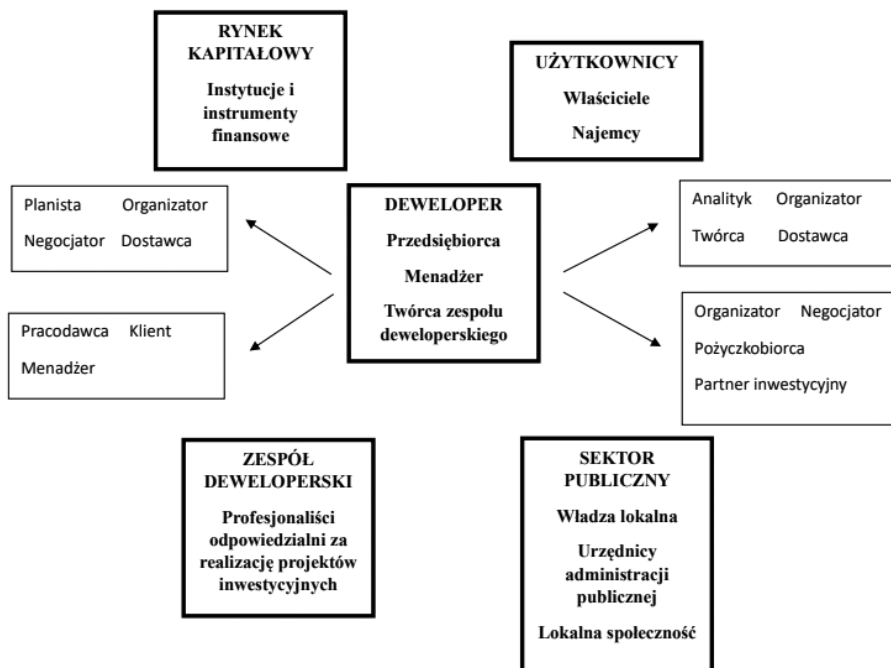 RYNEK
KAPITAŁOWY
Instytucje i
instrumenty
finansowe
UŻYTKOWNICY
Właściciele
Najemcy
Planista Organizator
Negocjator Dostawca
DEWELOPER
Przedsiębiorca
Menadżer
Twórca zespołu
deweloperskiego
Analityk Organizator
Twórca Dostawca
Pracodawca Klient
Menadżer
Organizator Negocjator
Pożyczkobiorca
Partner inwestycyjny
ZESPÓŁ
DEWELOPERSKI
Profesjonaliści
odpowiedzialni za
realizację projektów
inwestycyjnych
SEKTOR
PUBLICZNY
Władza lokalna
Urzędnicy
administracji
publicznej
Lokalna społeczność